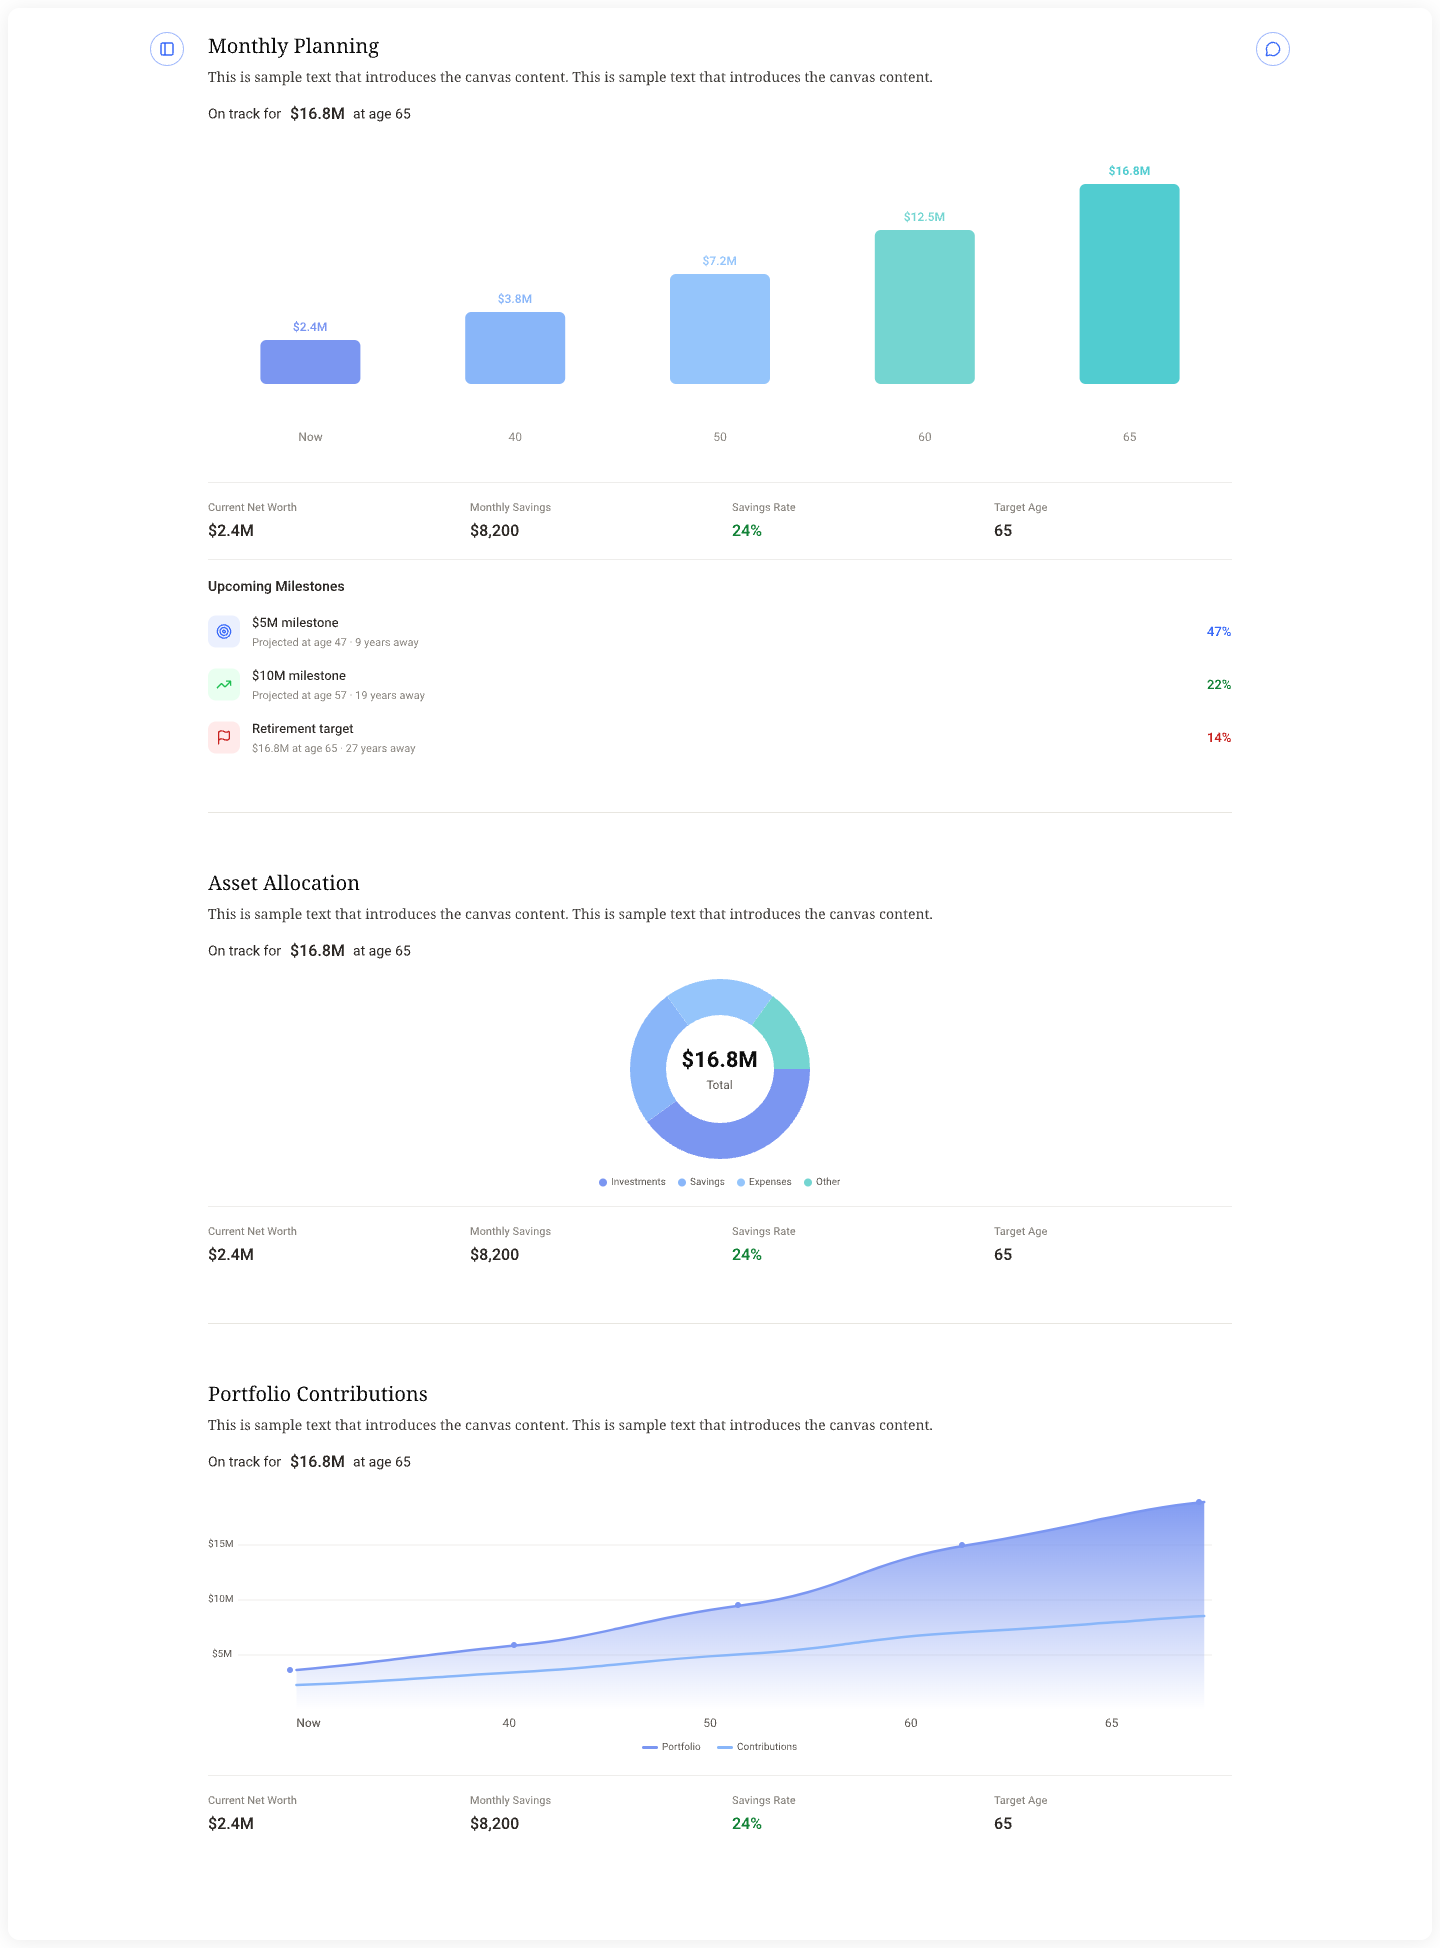 Monthly Planning
This is sample text that introduces the canvas content. This is sample text that introduces the canvas content.
On track for $16.8M at age 65
$16.8M
$12.5M
$7.2M
$3.8M
$2.4M
Now 40 50 60 65
Current Net Worth Monthly Savings Savings Rate Target Age
$2.4M $8,200 24% 65
Upcoming Milestones
$5M milestone
Projected at age 47 · 9 years away
47%
$10M milestone
Projected at age 57 · 19 years away
22%
Retirement target
$16.8M at age 65 · 27 years away
14%
Asset Allocation
This is sample text that introduces the canvas content. This is sample text that introduces the canvas content.
On track for $16.8M at age 65
$16.8M
Total
Investments Savings Expenses Other
Current Net Worth Monthly Savings Savings Rate Target Age
$2.4M $8,200 24% 65
Portfolio Contributions
This is sample text that introduces the canvas content. This is sample text that introduces the canvas content.
On track for $16.8M at age 65
$15M
$10M
$5M
Now 40 50 60 65
Portfolio Contributions
Current Net Worth Monthly Savings Savings Rate Target Age
$2.4M $8,200 24% 65